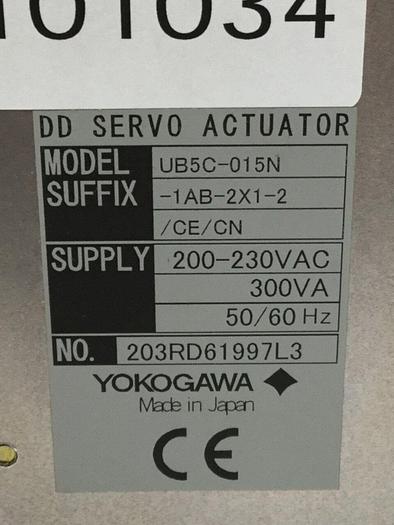 101034
DD SERVO ACTUATOR
MODEL UB5C-015N
SUFFIX -1AB-2X1-2
/CE/CN
SUPPLY 200-230VAC
300VA
50/60 Hz
NO. 203RD61997L3
YOKOGAWA
Made in Japan
CE